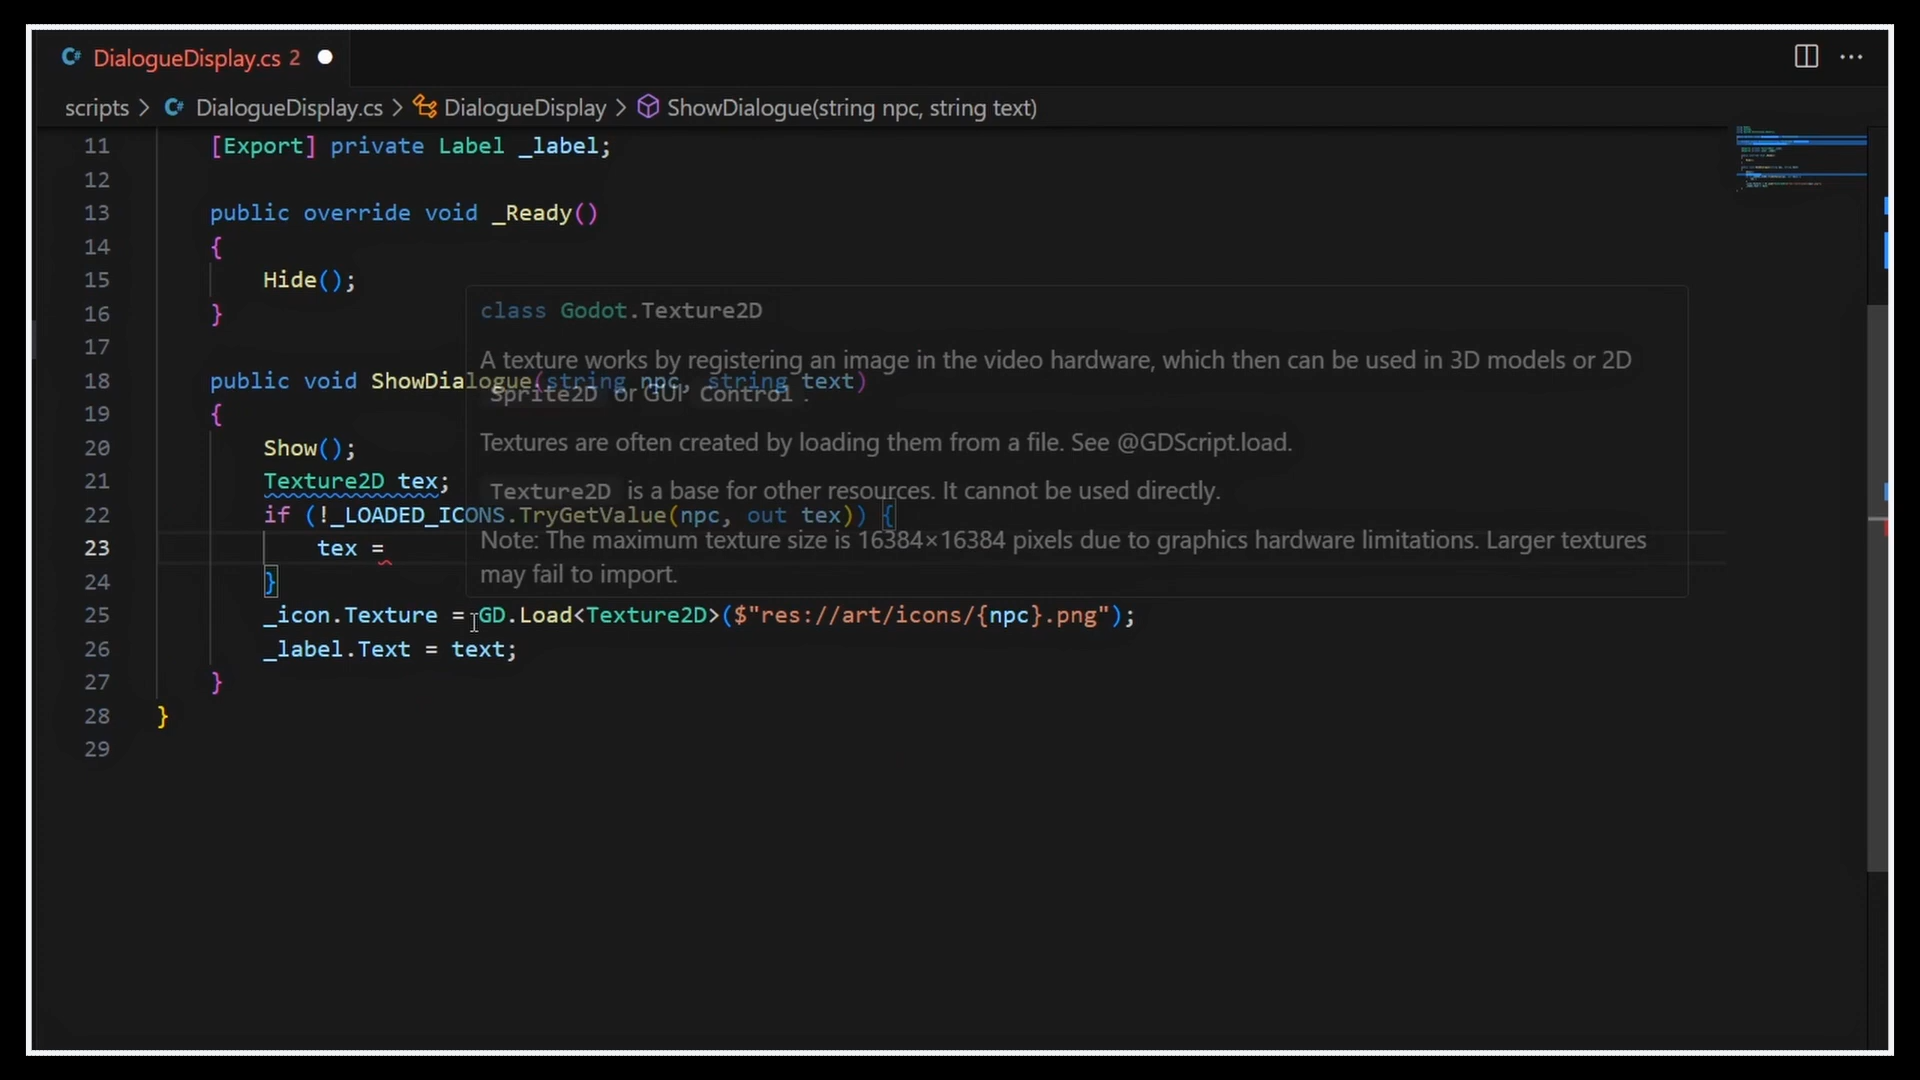 DialogueDisplay.cs 2
scripts > DialogueDisplay.cs > DialogueDisplay > ShowDialogue(string npc, string text)
11 [Export] private Label _label;
12
13 public override void _Ready()
14 {
15 Hide();
16 }
17
18 public void ShowDialogue(string npc, string text)
19 {
20 Show();
21 Texture2D tex;
22 if (!_LOADED_ICONS.TryGetValue(npc, out tex)) {
23 tex =
24 }
25 _icon.Texture = GD.Load<Texture2D>($"res://art/icons/{npc}.png");
26 _label.Text = text;
27 }
28 }
29
class Godot.Texture2D
A texture works by registering an image in the video hardware, which then can be used in 3D models or 2D
Sprite2D or GUI Control .
Textures are often created by loading them from a file. See @GDScript.load.
Texture2D is a base for other resources. It cannot be used directly.
Note: The maximum texture size is 16384×16384 pixels due to graphics hardware limitations. Larger textures
may fail to import.